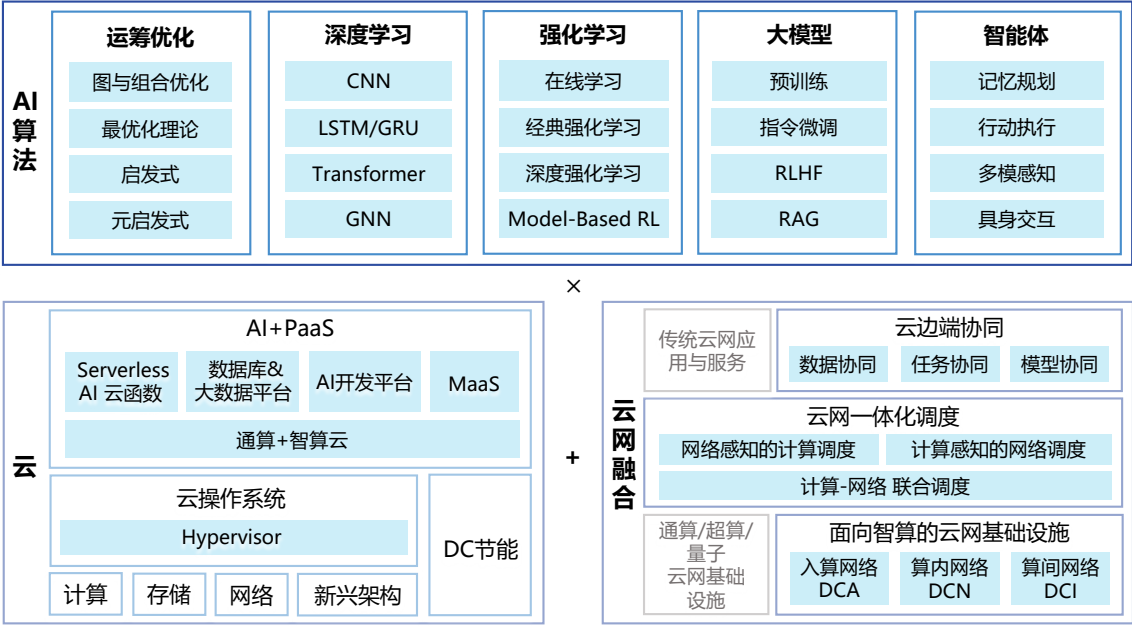 AI
算
法
运筹优化
图与组合优化
最优化理论
启发式
元启发式
深度学习
CNN
LSTM/GRU
Transformer
GNN
强化学习
在线学习
经典强化学习
深度强化学习
Model-Based RL
大模型
预训练
指令微调
RLHF
RAG
智能体
记忆规划
行动执行
多模感知
具身交互
×
云
AI+PaaS
Serverless
AI 云函数
数据库&
大数据平台
AI开发平台
MaaS
通算+智算云
云操作系统
Hypervisor
DC节能
计算
存储
网络
新兴架构
+
云
网
融
合
传统云网应
用与服务
云边端协同
数据协同
任务协同
模型协同
云网一体化调度
网络感知的计算调度
计算感知的网络调度
计算-网络 联合调度
通算/超算/
量子
云网基础
设施
面向智算的云网基础设施
入算网络
DCA
算内网络
DCN
算间网络
DCI